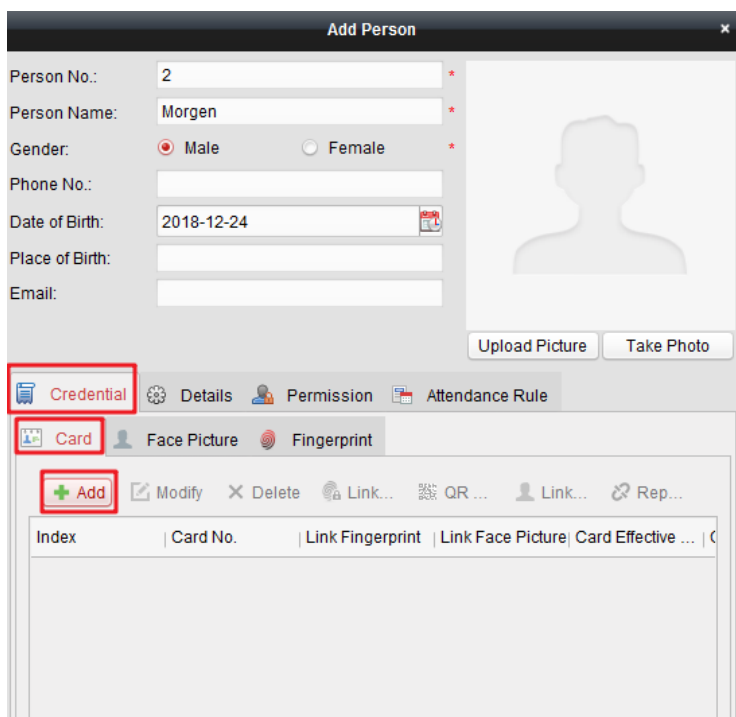 Add Person ×
Person No.: 2 *
Person Name: Morgen *
Gender: Male Female *
Phone No.:
Date of Birth: 2018-12-24
Place of Birth:
Email:
Upload Picture Take Photo
Credential Details Permission Attendance Rule
Card Face Picture Fingerprint
Add Modify Delete Link... QR ... Link... Rep...
Index Card No. Link Fingerprint Link Face Picture Card Effective ...